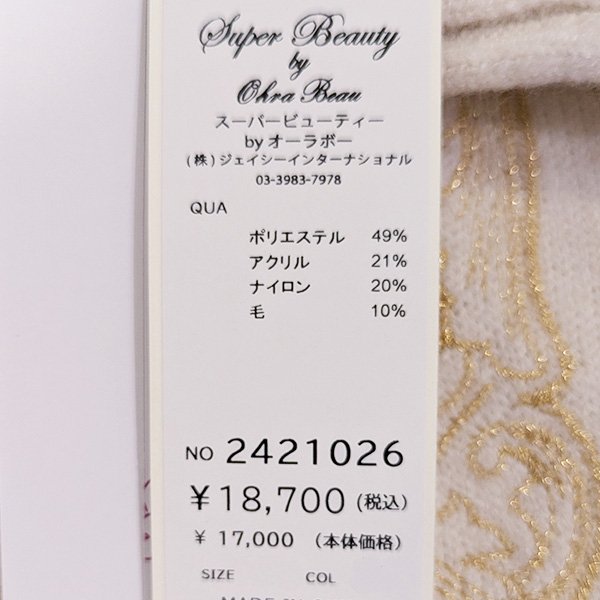 Super Beauty
by
Ohra Beau
スーパービューティー
by オーラボー
(株)ジェイシーインターナショナル
03-3983-7978
QUA
ポリエステル 49%
アクリル 21%
ナイロン 20%
毛 10%
NO 2421026
¥18,700 (税込)
¥ 17,000 (本体価格)
SIZE COL
MADE IN